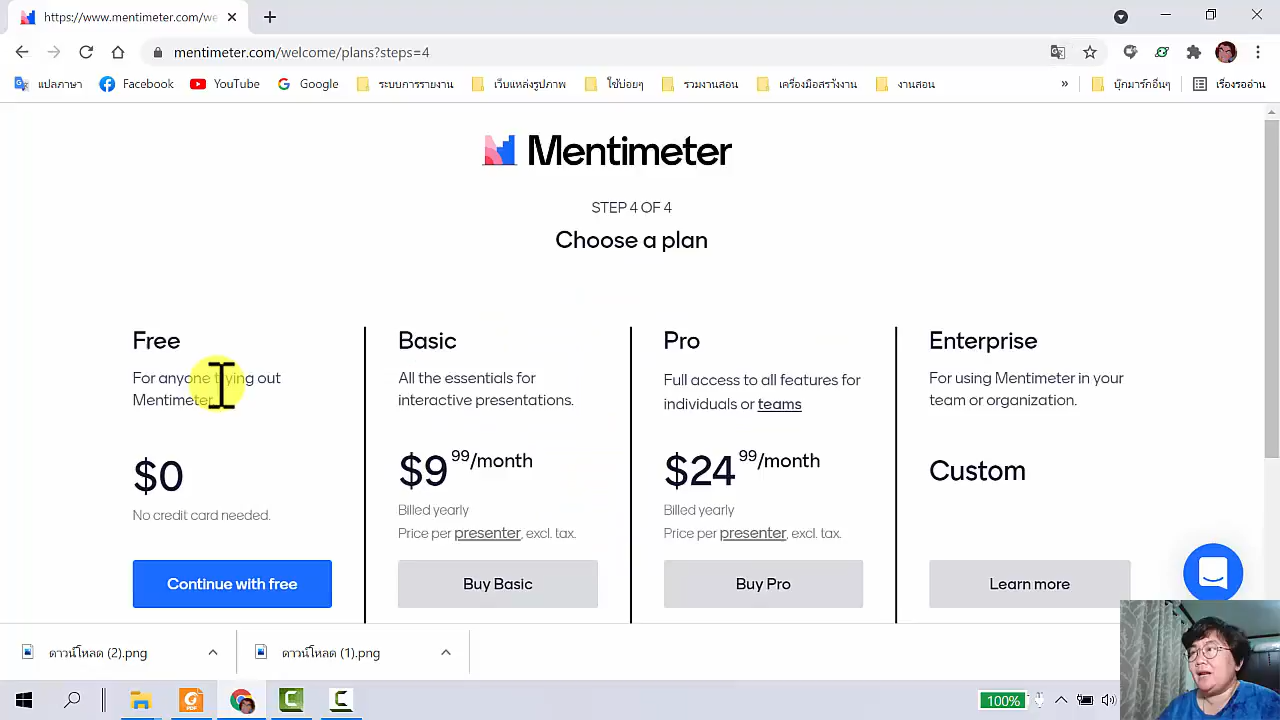 https://www.mentimeter.com/we
mentimeter.com/welcome/plans?steps=4
แปลภาษา
Facebook
YouTube
Google
ระบบการรายงาน
เว็บแหล่งรูปภาพ
ใช้บ่อยๆ
รวมงานสอน
เครื่องมือสรวังาน
งานสอน
»
บุ๊กมาร์กอื่นๆ
เรื่องรออ่าน
Mentimeter
STEP 4 OF 4
Choose a plan
Free
For anyone trying out
Mentimeter.
$0
No credit card needed.
Continue with free
Basic
All the essentials for
interactive presentations.
$9 99/month
Billed yearly
Price per presenter, excl. tax.
Buy Basic
Pro
Full access to all features for
individuals or teams
$24 99/month
Billed yearly
Price per presenter, excl. tax.
Buy Pro
Enterprise
For using Mentimeter in your
team or organization.
Custom
Learn more
ดาวน์โหลด (2).png
ดาวน์โหลด (1).png
PDF
100%